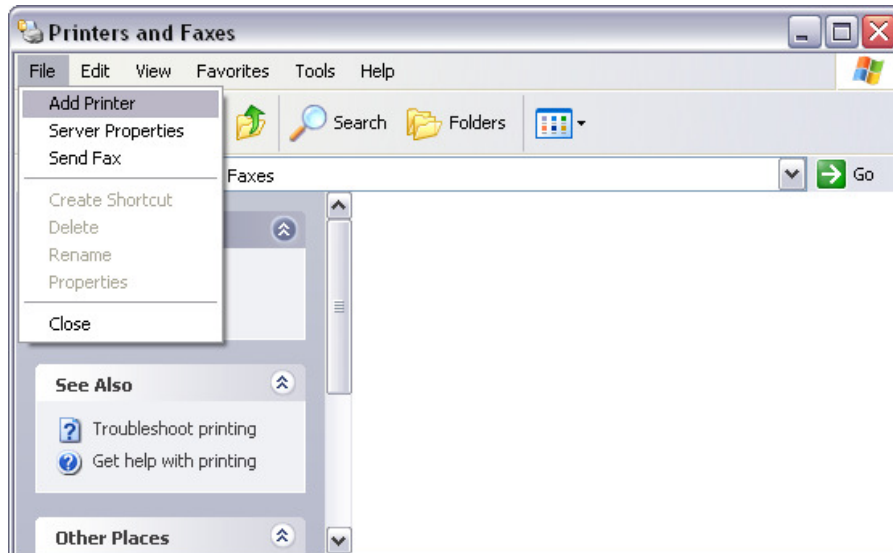 Printers and Faxes
File Edit View Favorites Tools Help
Add Printer
Server Properties
Send Fax
Create Shortcut
Delete
Rename
Properties
Close
Search Folders
Faxes Go
See Also
Troubleshoot printing
Get help with printing
Other Places